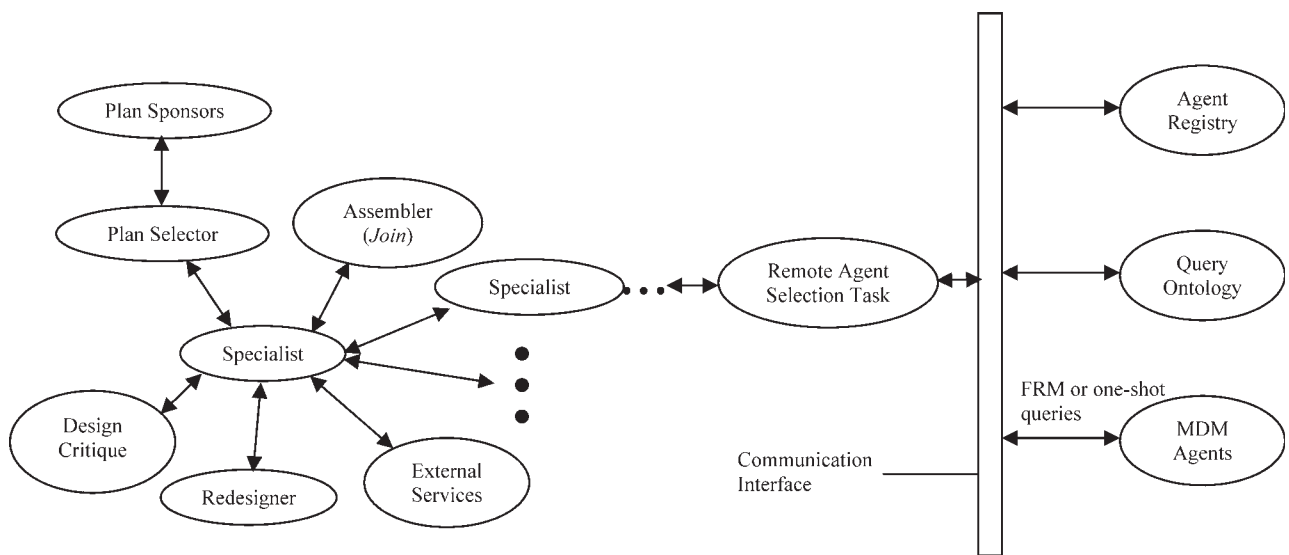 Plan Sponsors
Plan Selector
Assembler
(Join)
Specialist
Specialist
Design
Critique
Redesigner
External
Services
Remote Agent
Selection Task
Communication
Interface
Agent
Registry
Query
Ontology
FRM or one-shot
queries
MDM
Agents